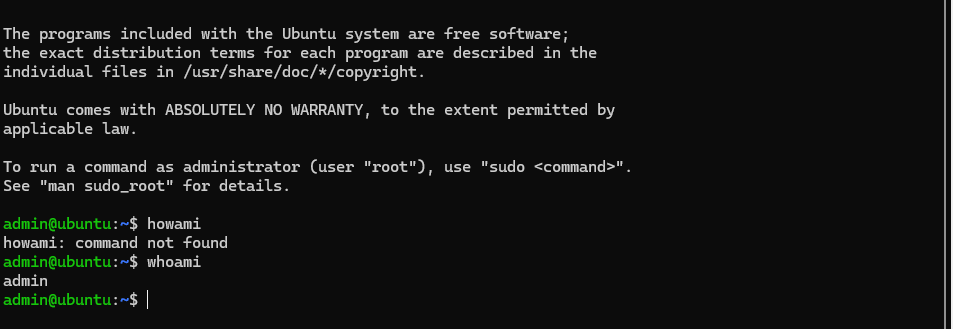 The programs included with the Ubuntu system are free software;
the exact distribution terms for each program are described in the
individual files in /usr/share/doc/*/copyright.
Ubuntu comes with ABSOLUTELY NO WARRANTY, to the extent permitted by
applicable law.
To run a command as administrator (user "root"), use "sudo <command>".
See "man sudo_root" for details.
admin@ubuntu:~$ howami
howami: command not found
admin@ubuntu:~$ whoami
admin
admin@ubuntu:~$